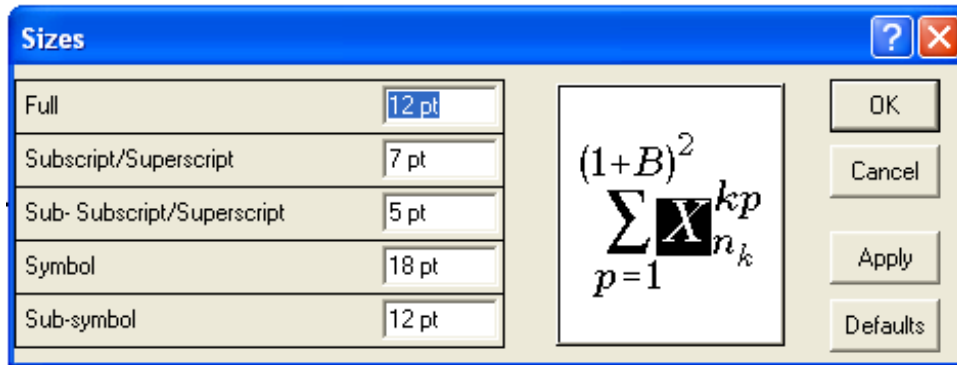 Sizes
Full 12 pt
Subscript/Superscript 7 pt
Sub- Subscript/Superscript 5 pt
Symbol 18 pt
Sub-symbol 12 pt
(1+B)²
∑ X kp
n k
p=1
OK
Cancel
Apply
Defaults